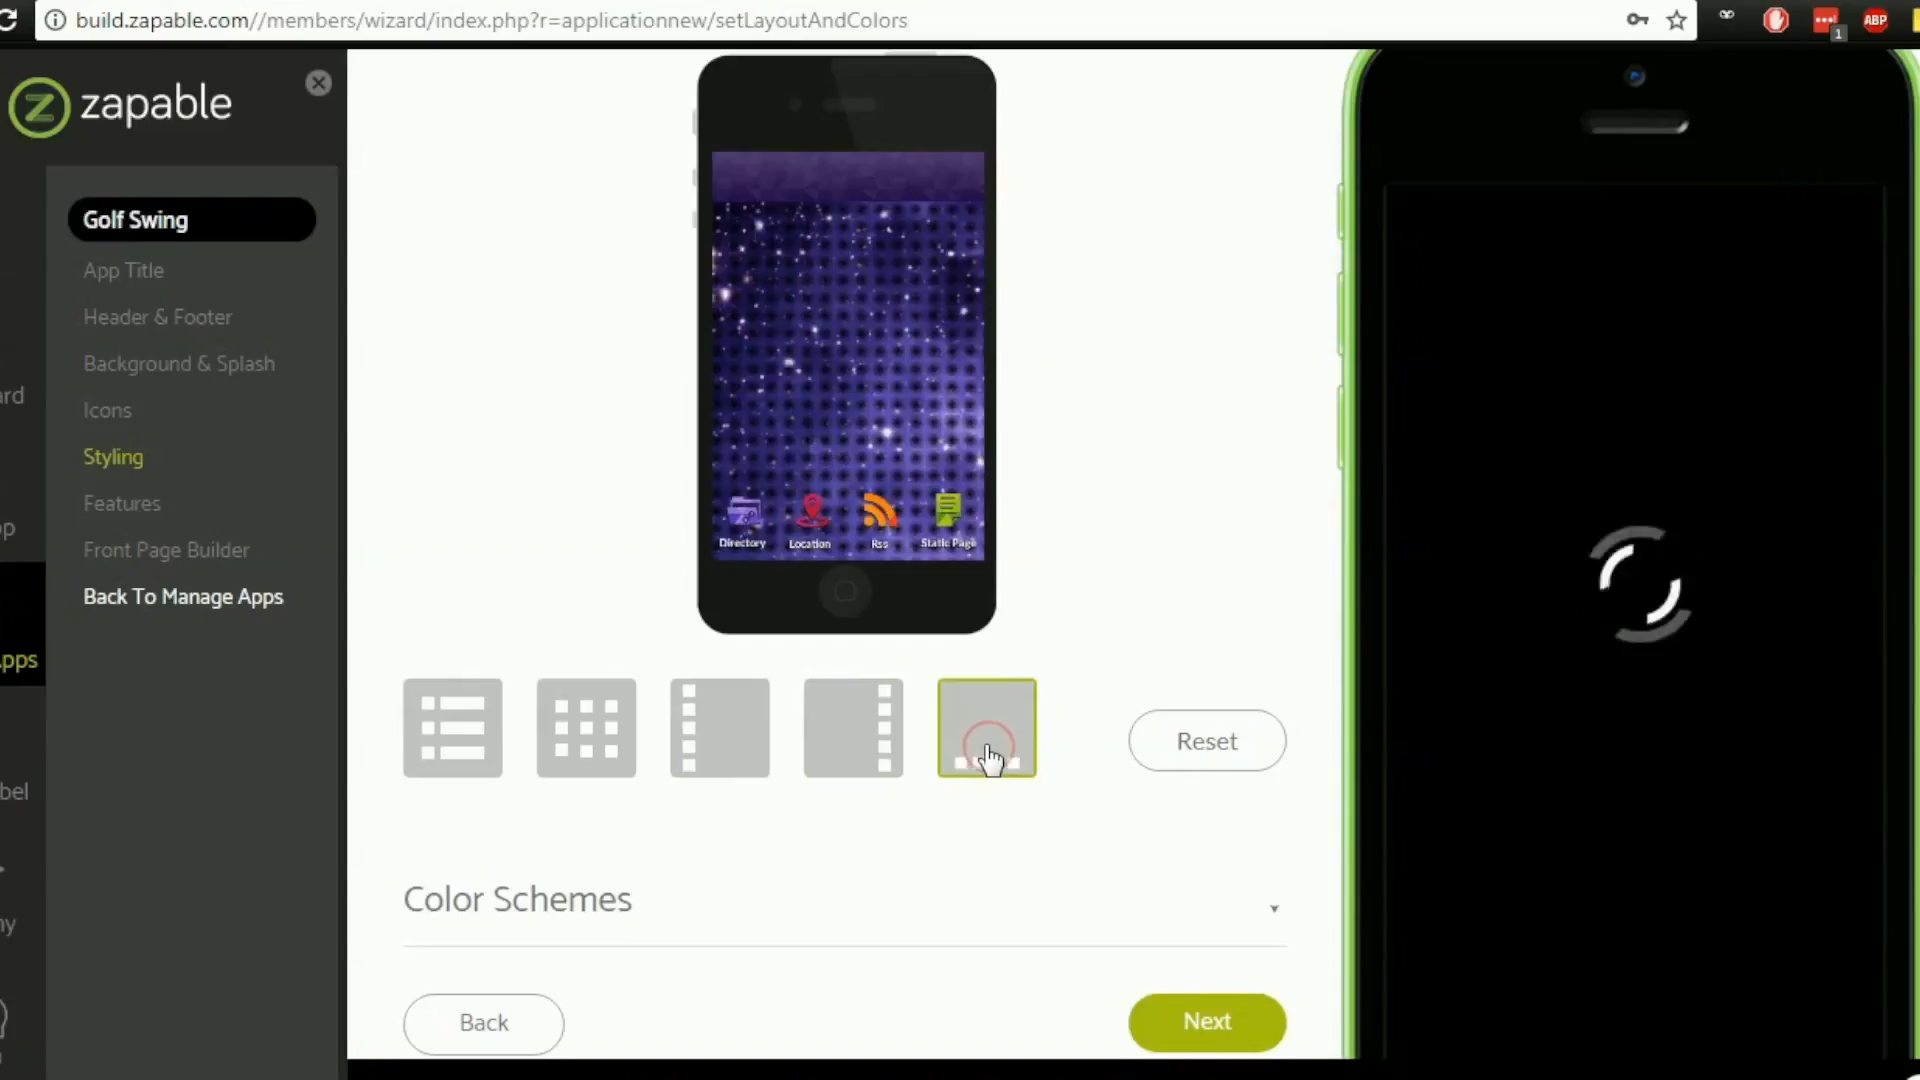 build.zapable.com//members/wizard/index.php?r=applicationnew/setLayoutAndColors
1
ABP
zapable
Golf Swing
App Title
Header & Footer
Background & Splash
Icons
Styling
Features
Front Page Builder
Back To Manage Apps
ard
p
pps
bel
ny
Directory
Location
Rss
Static Page
Reset
Color Schemes
Back
Next